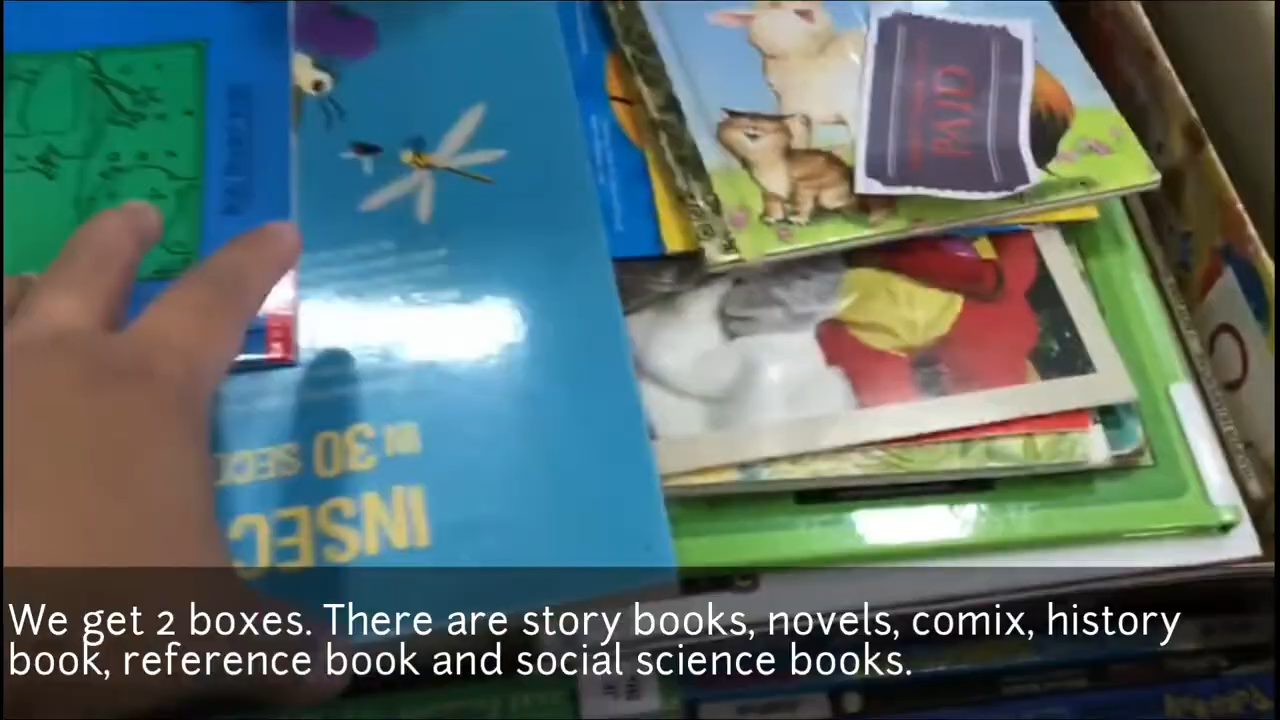 PAID
IN 30 SEC
INSEC
We get 2 boxes. There are story books, novels, comix, history
book, reference book and social science books.